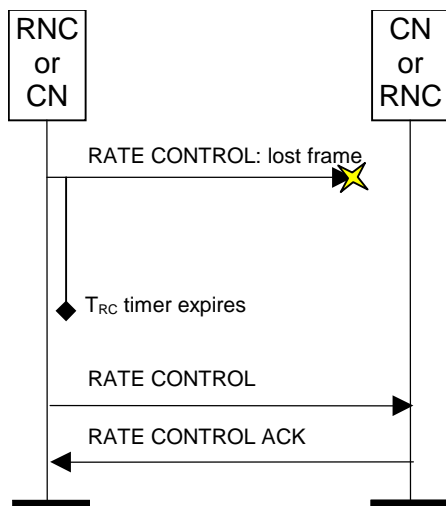 RNC
or
CN
CN
or
RNC
RATE CONTROL: lost frame
TRC timer expires
RATE CONTROL
RATE CONTROL ACK